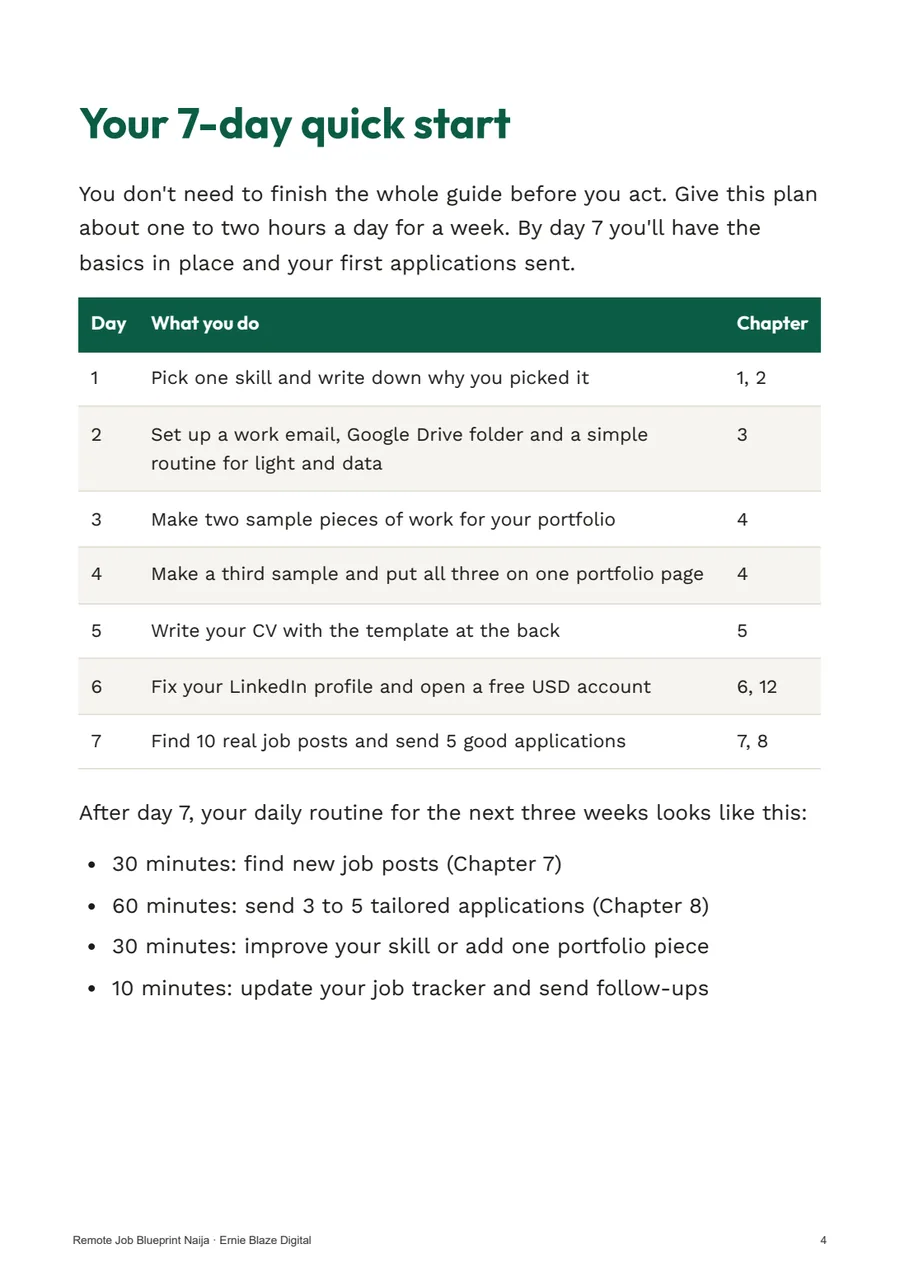 Your 7-day quick start
You don't need to finish the whole guide before you act. Give this plan
about one to two hours a day for a week. By day 7 you'll have the
basics in place and your first applications sent.
Day What you do Chapter
1 Pick one skill and write down why you picked it 1, 2
2 Set up a work email, Google Drive folder and a simple 3
routine for light and data
3 Make two sample pieces of work for your portfolio 4
4 Make a third sample and put all three on one portfolio page 4
5 Write your CV with the template at the back 5
6 Fix your LinkedIn profile and open a free USD account 6, 12
7 Find 10 real job posts and send 5 good applications 7, 8
After day 7, your daily routine for the next three weeks looks like this:
• 30 minutes: find new job posts (Chapter 7)
• 60 minutes: send 3 to 5 tailored applications (Chapter 8)
• 30 minutes: improve your skill or add one portfolio piece
• 10 minutes: update your job tracker and send follow-ups
Remote Job Blueprint Naija · Ernie Blaze Digital 4